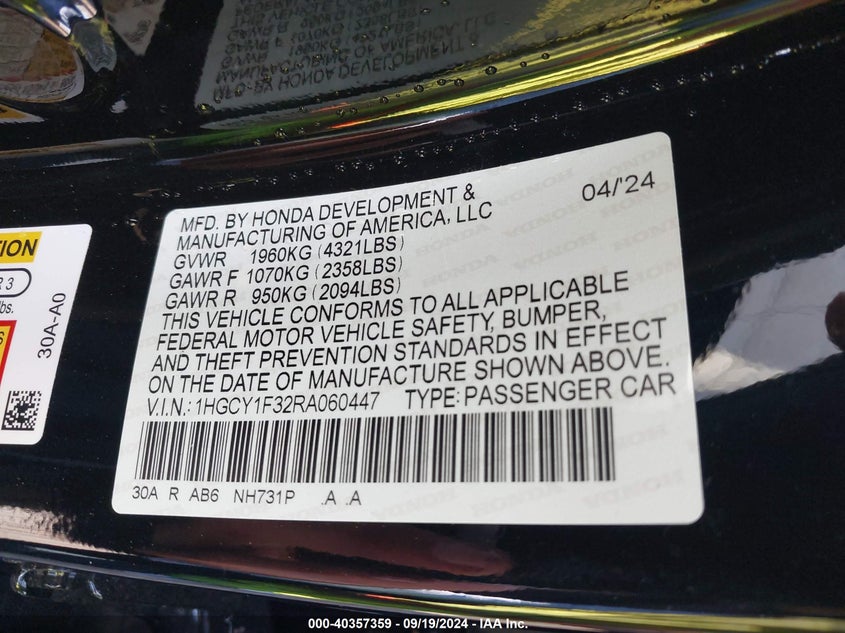 MFD. BY HONDA DEVELOPMENT &
MANUFACTURING OF AMERICA, LLC
04/'24
GVWR 1960KG (4321LBS)
GAWR F 1070KG (2358LBS)
GAWR R 950KG (2094LBS)
THIS VEHICLE CONFORMS TO ALL APPLICABLE
FEDERAL MOTOR VEHICLE SAFETY, BUMPER,
AND THEFT PREVENTION STANDARDS IN EFFECT
ON THE DATE OF MANUFACTURE SHOWN ABOVE.
V.I.N.: 1HGCY1F32RA060447 TYPE: PASSENGER CAR
30A R AB6 NH731P .A .A
30A-A0
000-40357359 - 09/19/2024 - IAA Inc.